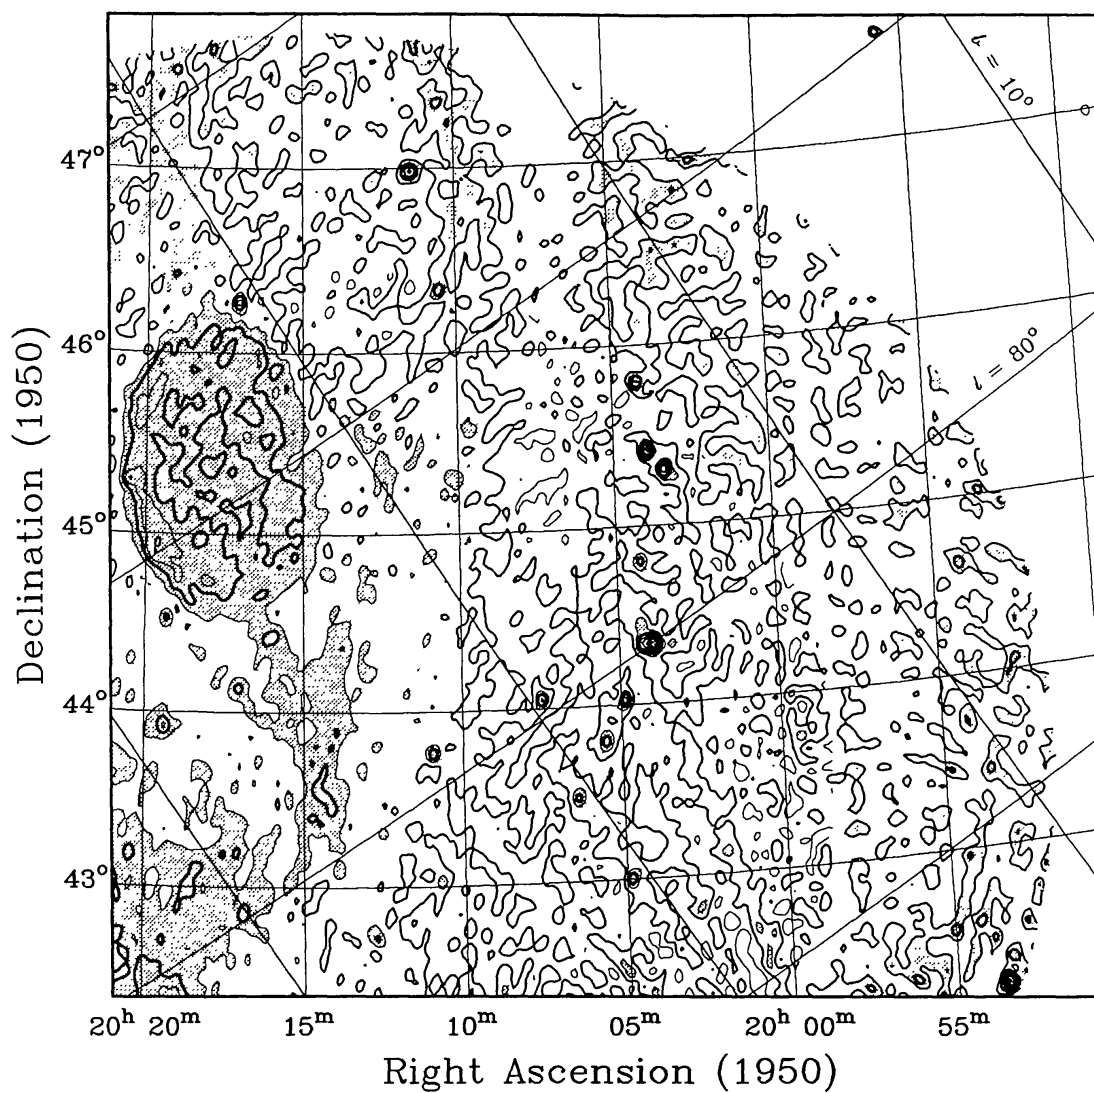 b = 10°
47°
46°
l = 80°
45°
44°
43°
20ʰ 20ᵐ 15ᵐ 10ᵐ 05ᵐ 20ʰ 00ᵐ 55ᵐ
Declination (1950)
Right Ascension (1950)